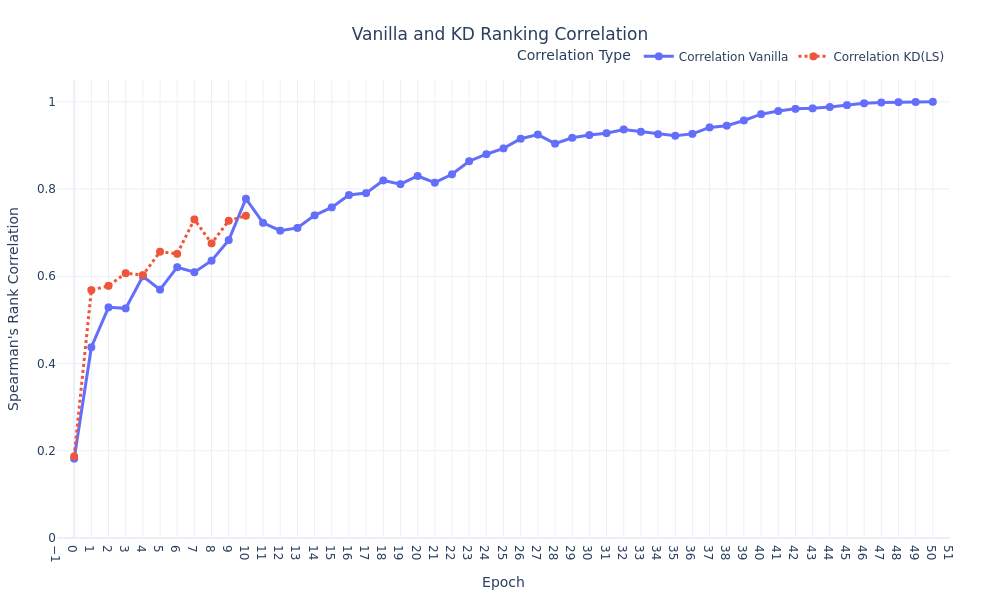 Vanilla and KD Ranking Correlation
Correlation Type Correlation Vanilla Correlation KD(LS)
Spearman's Rank Correlation
1
0.8
0.6
0.4
0.2
0
−1 0 1 2 3 4 5 6 7 8 9 10 11 12 13 14 15 16 17 18 19 20 21 22 23 24 25 26 27 28 29 30 31 32 33 34 35 36 37 38 39 40 41 42 43 44 45 46 47 48 49 50 51
Epoch